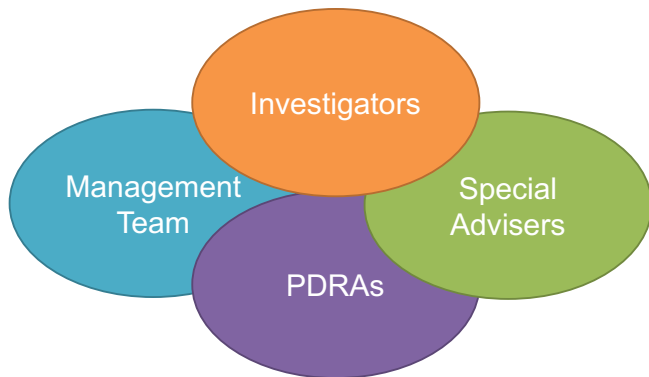 Investigators
Management
Team
Special
Advisers
PDRAs